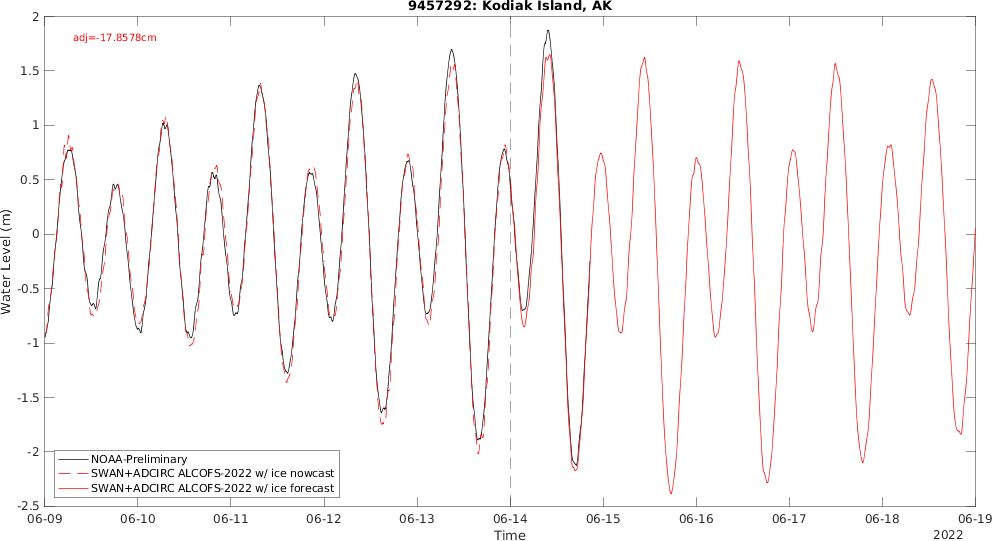 9457292: Kodiak Island, AK
adj=-17.8578cm
Water Level (m)
2
1.5
1
0.5
0
-0.5
-1
-1.5
-2
-2.5
NOAA-Preliminary
SWAN+ADCIRC ALCOFS-2022 w/ ice nowcast
SWAN+ADCIRC ALCOFS-2022 w/ ice forecast
06-09 06-10 06-11 06-12 06-13 06-14 06-15 06-16 06-17 06-18 06-19
Time
2022